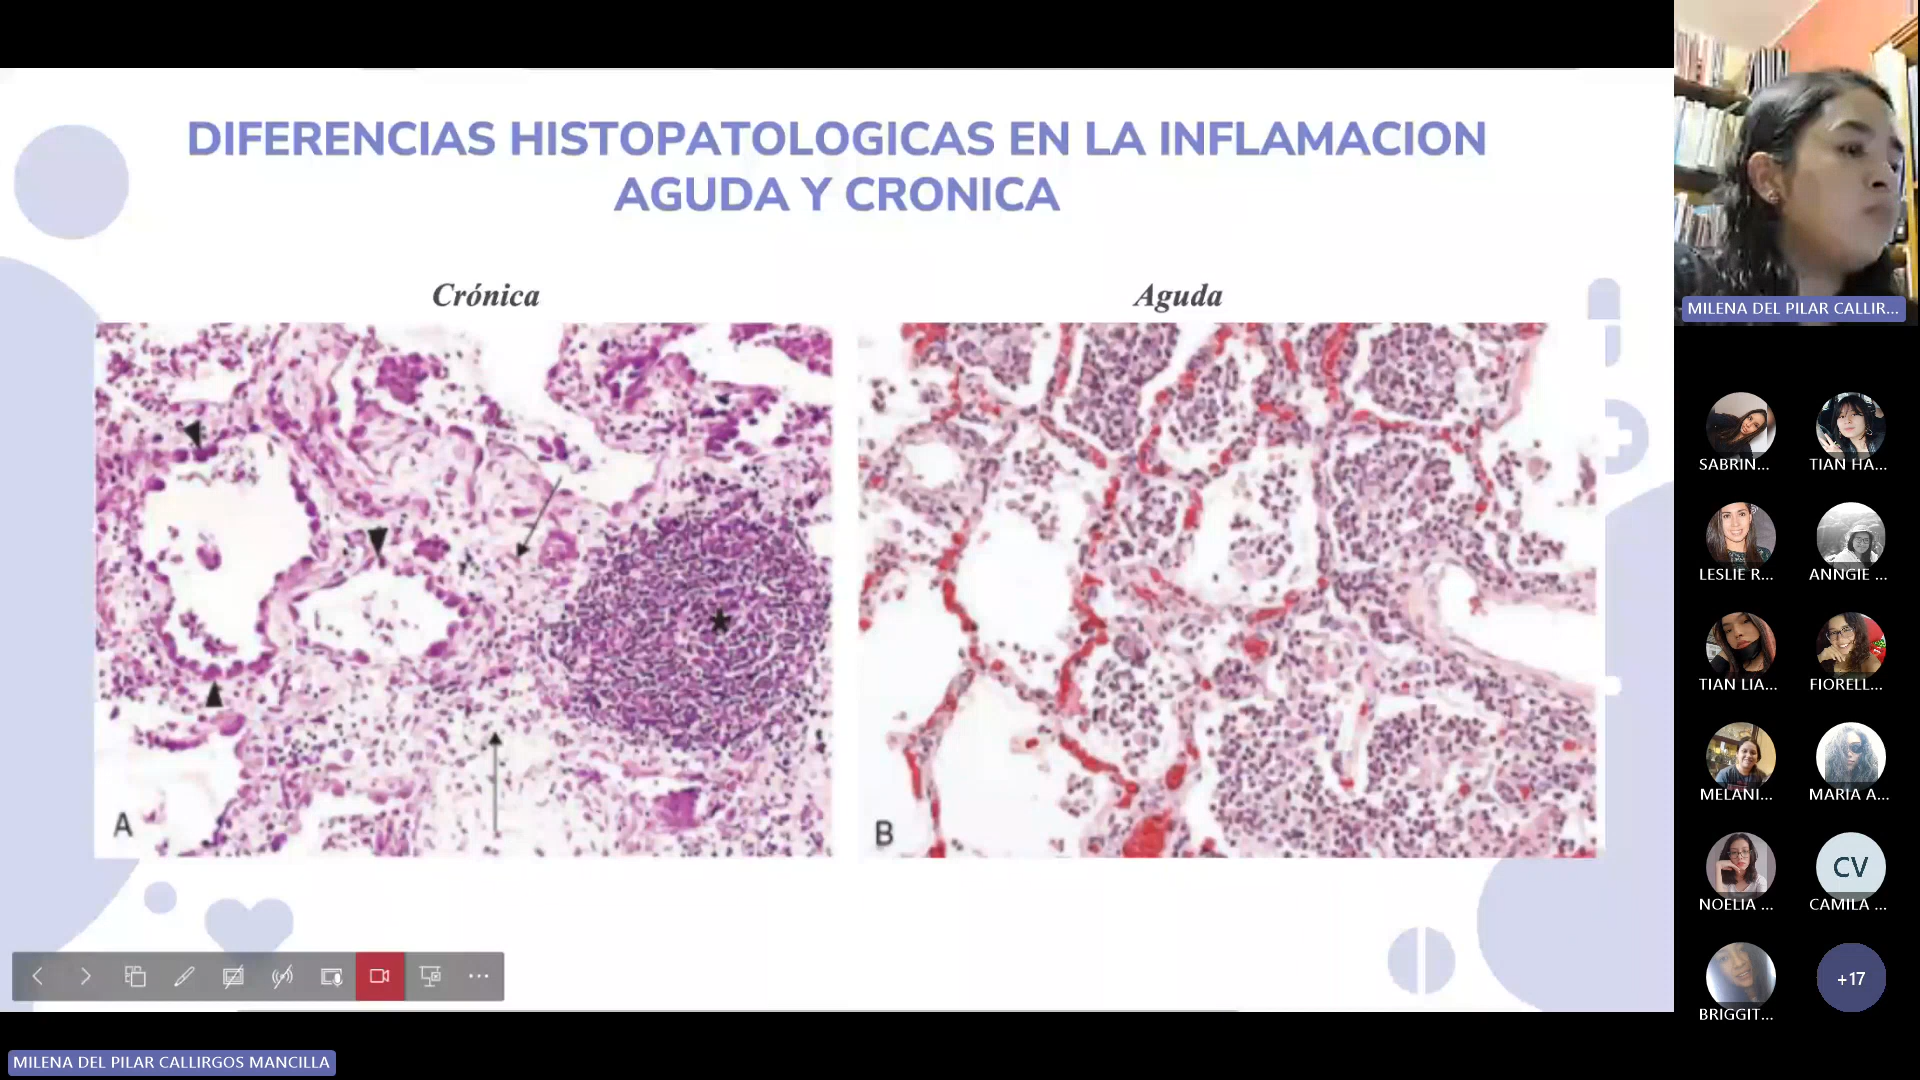 DIFERENCIAS HISTOPATOLOGICAS EN LA INFLAMACION
AGUDA Y CRONICA
Crónica
Aguda
A
B
MILENA DEL PILAR CALLIR...
SABRIN...
TIAN HA...
LESLIE R...
ANNGIE ...
TIAN LIA...
FIORELL...
MELANI...
MARIA A...
NOELIA ...
CV
CAMILA ...
BRIGGIT...
+17
MILENA DEL PILAR CALLIRGOS MANCILLA